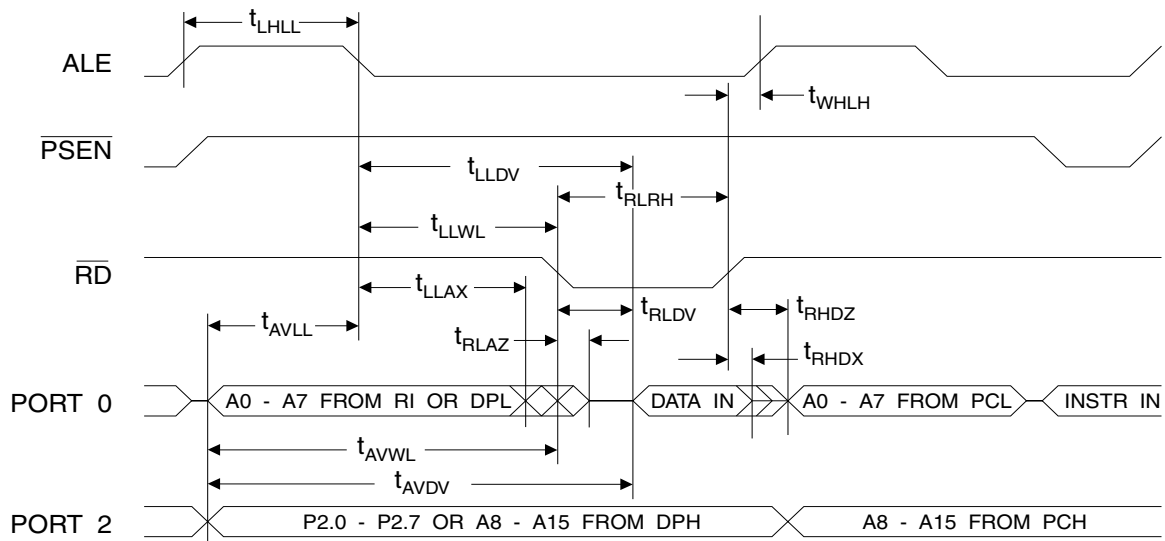 tLHLL
ALE
tWHLH
PSEN
tLLDV
tRLRH
tLLWL
RD
tLLAX
tRLDV
tRHDZ
tAVLL
tRLAZ
tRHDX
PORT 0 A0 - A7 FROM RI OR DPL DATA IN A0 - A7 FROM PCL INSTR IN
tAVWL
tAVDV
PORT 2 P2.0 - P2.7 OR A8 - A15 FROM DPH A8 - A15 FROM PCH